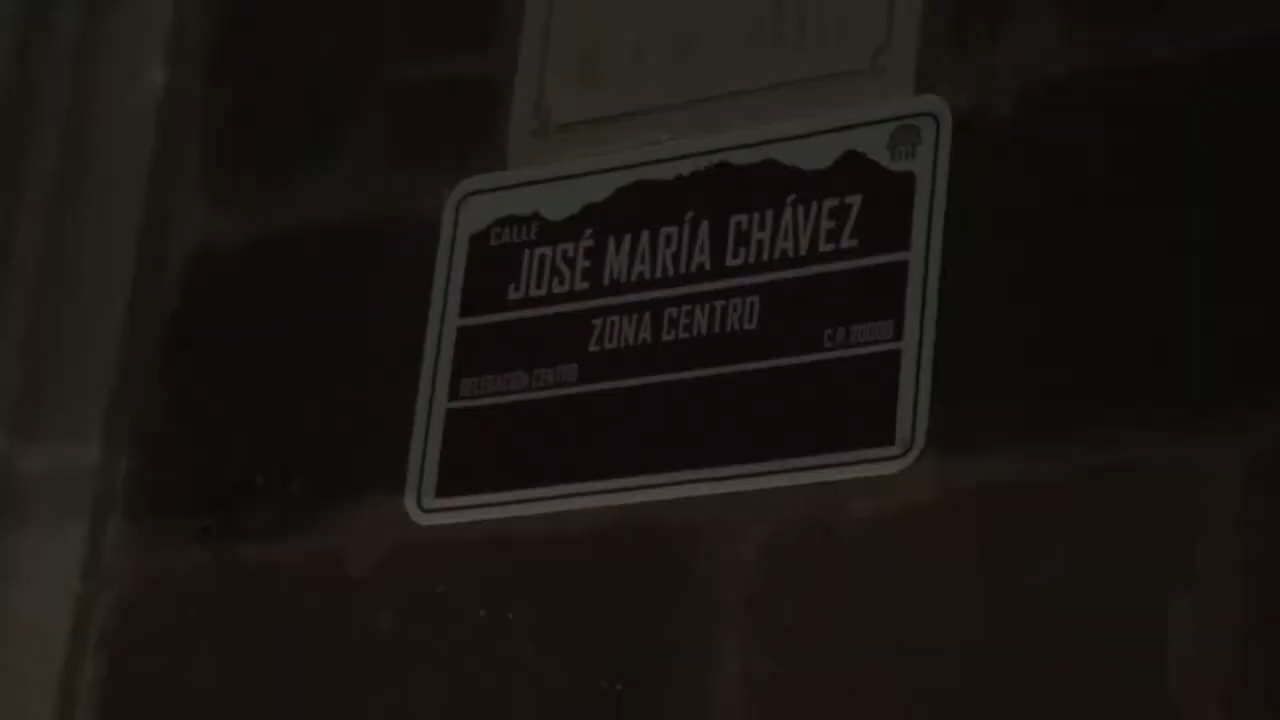 CALLE
JOSÉ MARÍA CHÁVEZ
ZONA CENTRO
C.P. 20000
DELEGACIÓN CENTRO